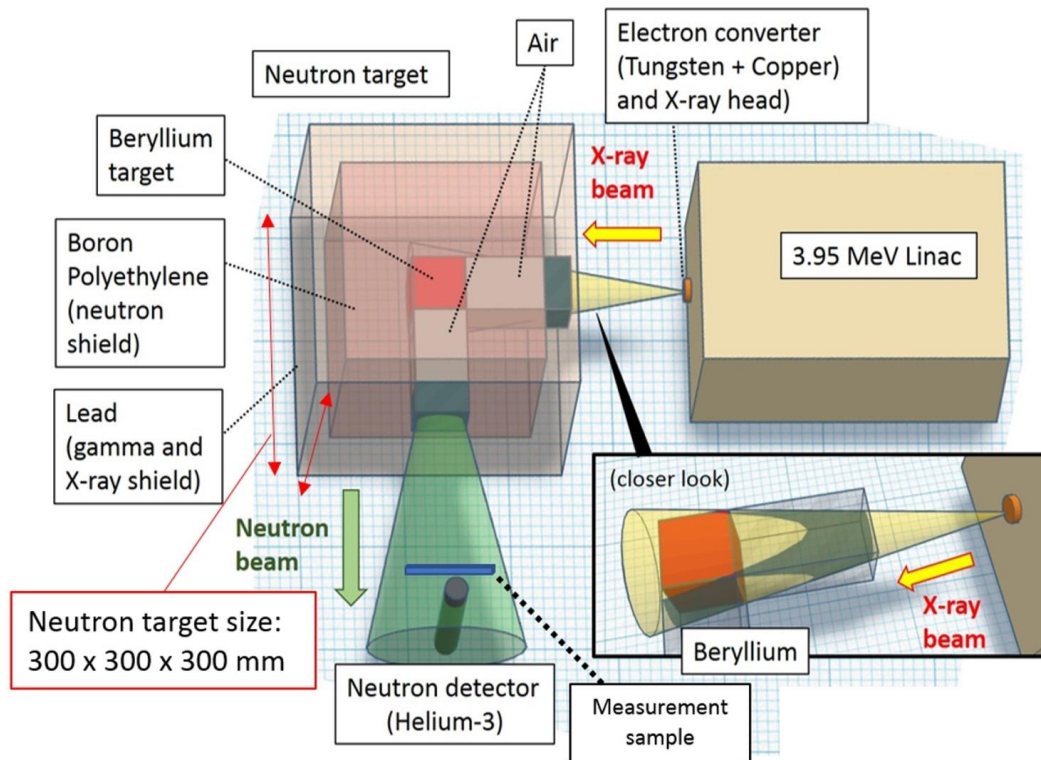 Air
Neutron target
Electron converter
(Tungsten + Copper)
and X-ray head)
Beryllium
target
X-ray
beam
Boron
Polyethylene
(neutron
shield)
3.95 MeV Linac
Lead
(gamma and
X-ray shield)
(closer look)
Neutron
beam
X-ray
beam
Neutron target size:
300 x 300 x 300 mm
Beryllium
Neutron detector
(Helium-3)
Measurement
sample